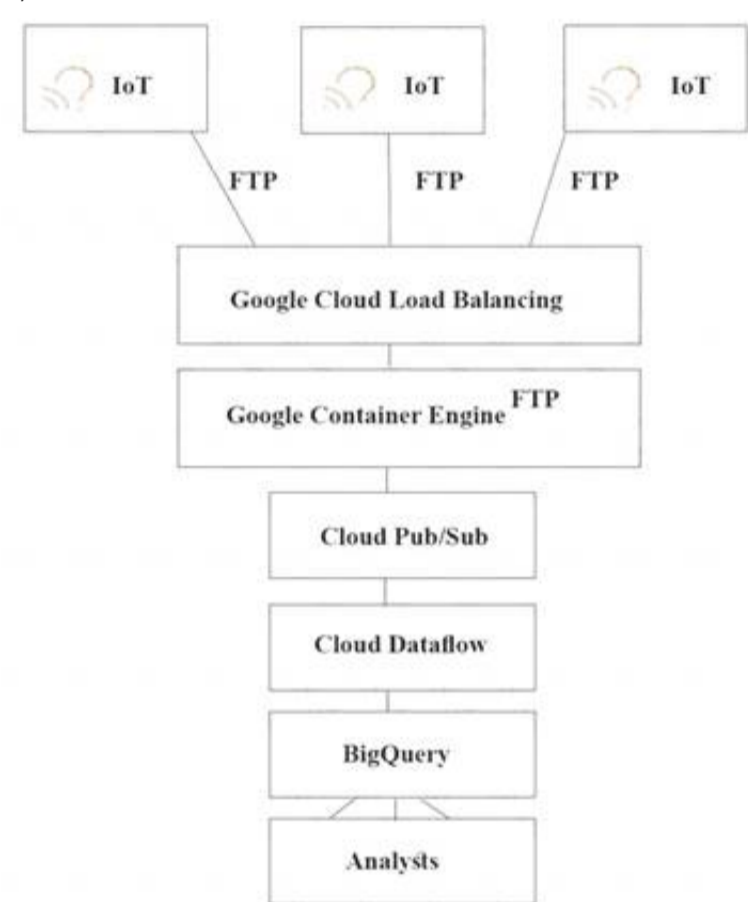 IoT
IoT
IoT
FTP
FTP
FTP
Google Cloud Load Balancing
Google Container Engine FTP
Cloud Pub/Sub
Cloud Dataflow
BigQuery
Analysts